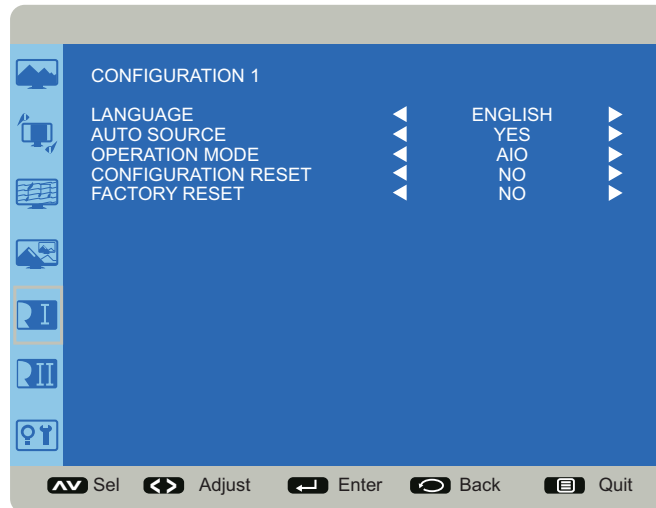 CONFIGURATION 1
LANGUAGE ENGLISH
AUTO SOURCE YES
OPERATION MODE AIO
CONFIGURATION RESET NO
FACTORY RESET NO
I
II
Sel Adjust Enter Back Quit